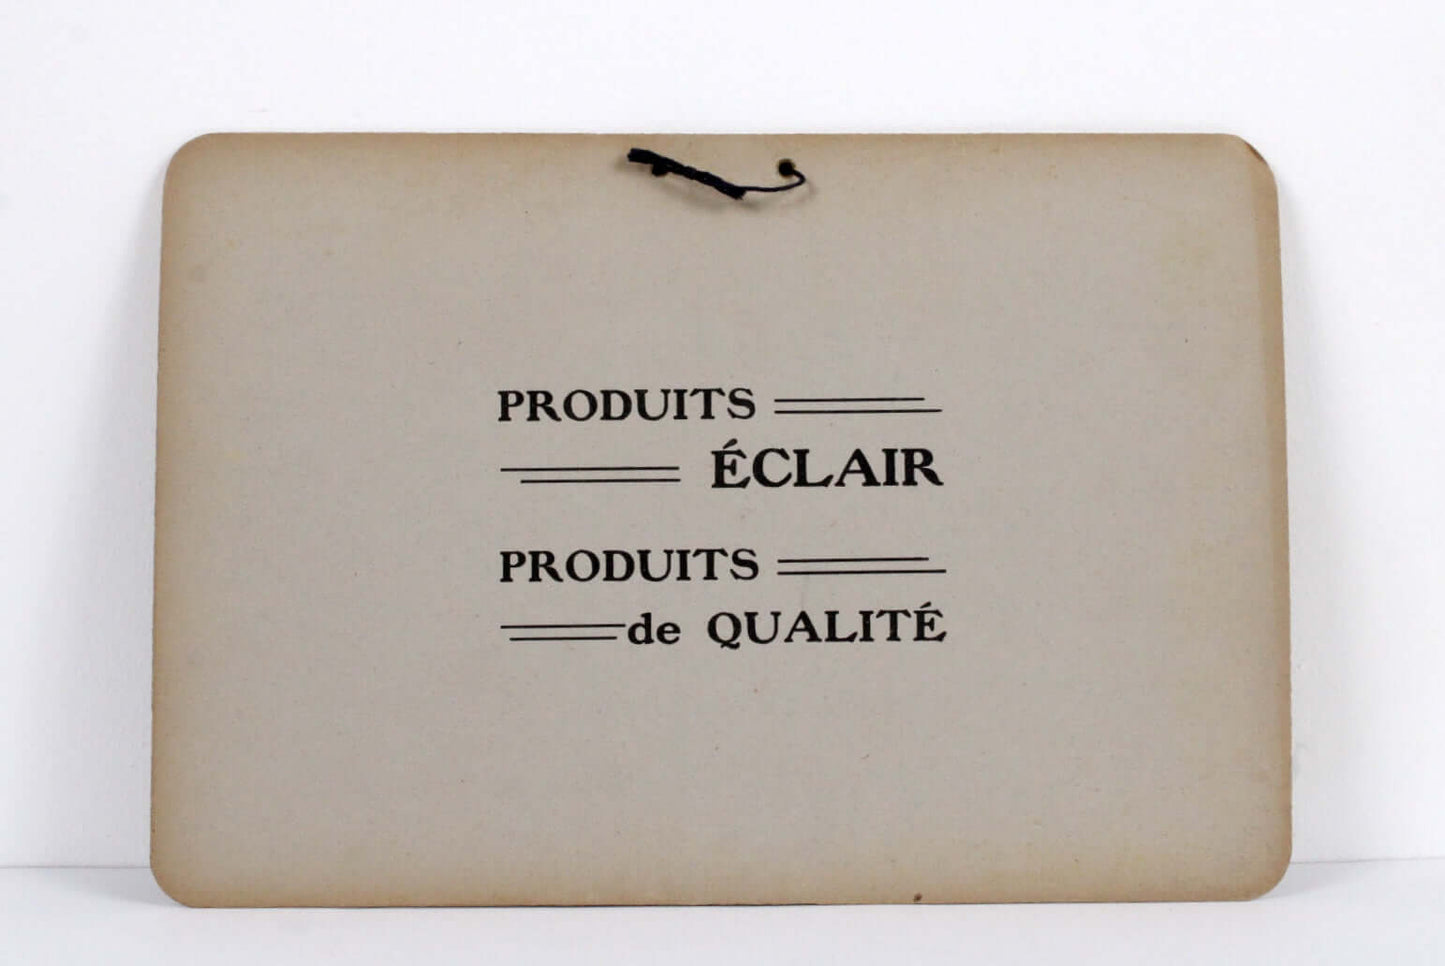 PRODUITS
ÉCLAIR
PRODUITS
de QUALITÉ